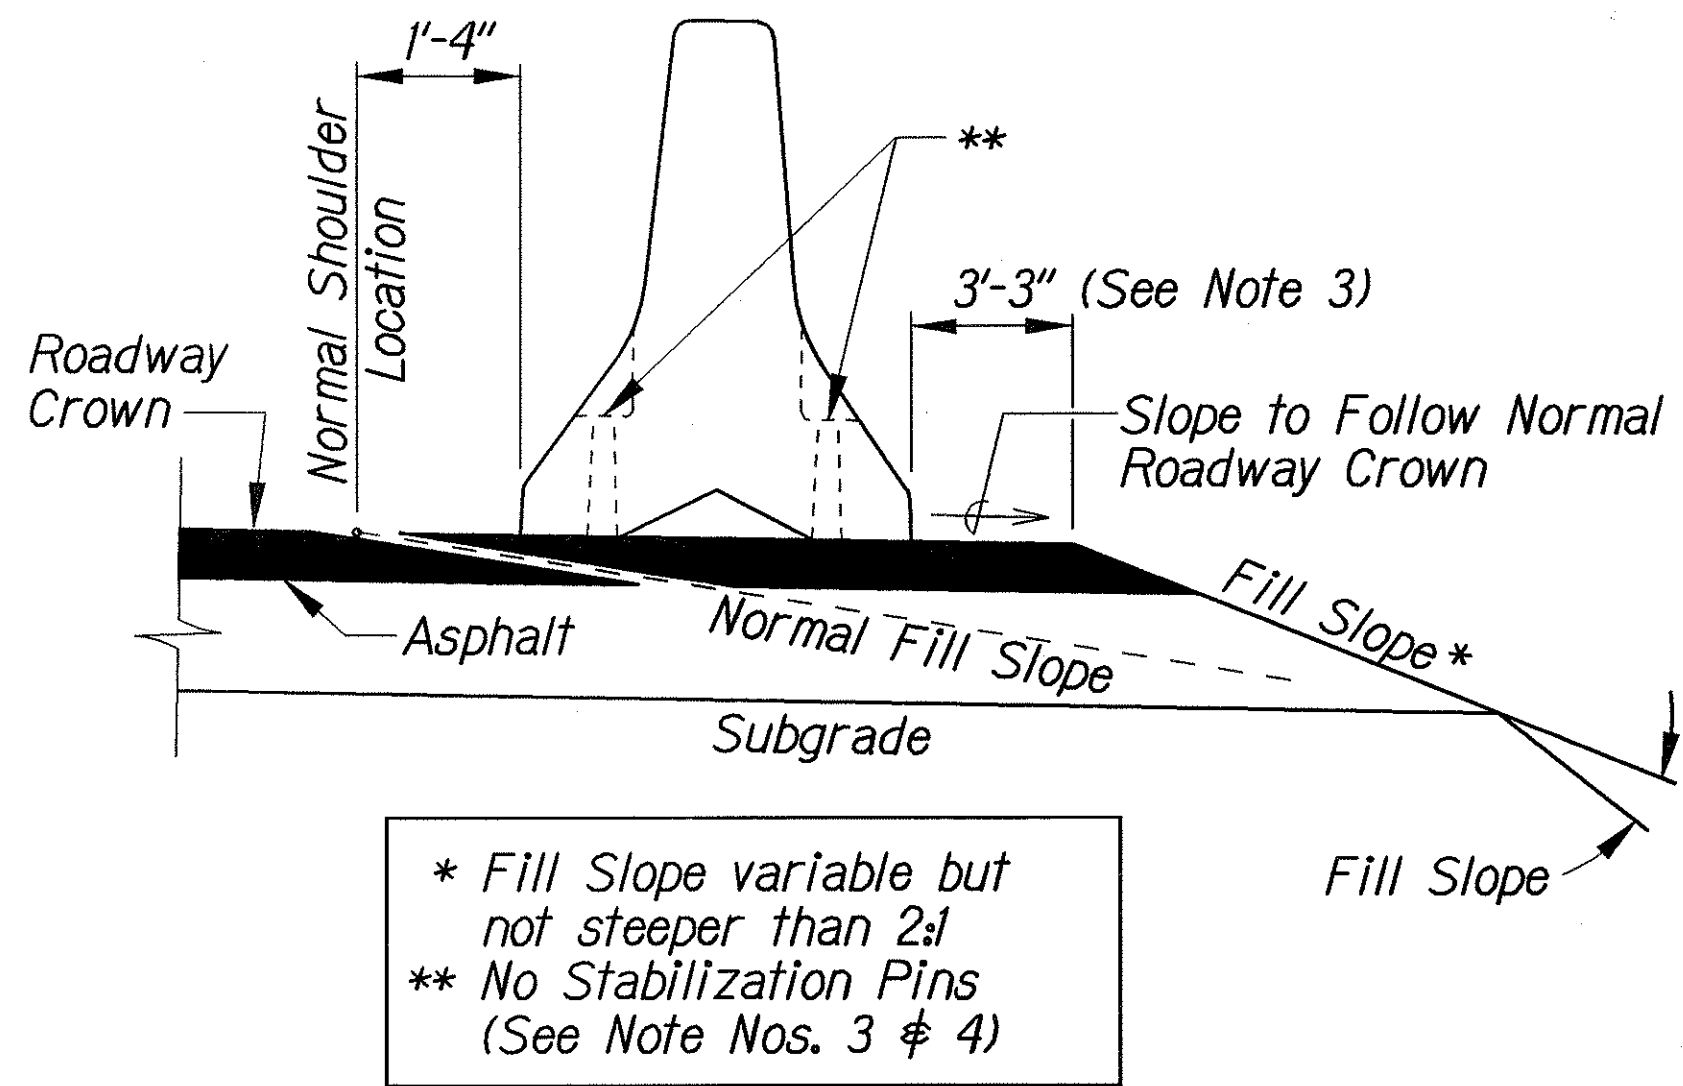 1'-4"
Normal Shoulder
Location
**
3'-3" (See Note 3)
Roadway
Crown
Slope to Follow Normal
Roadway Crown
Asphalt
Normal Fill Slope
Fill Slope *
Subgrade
Fill Slope
* Fill Slope variable but
not steeper than 2:1
** No Stabilization Pins
(See Note Nos. 3 & 4)